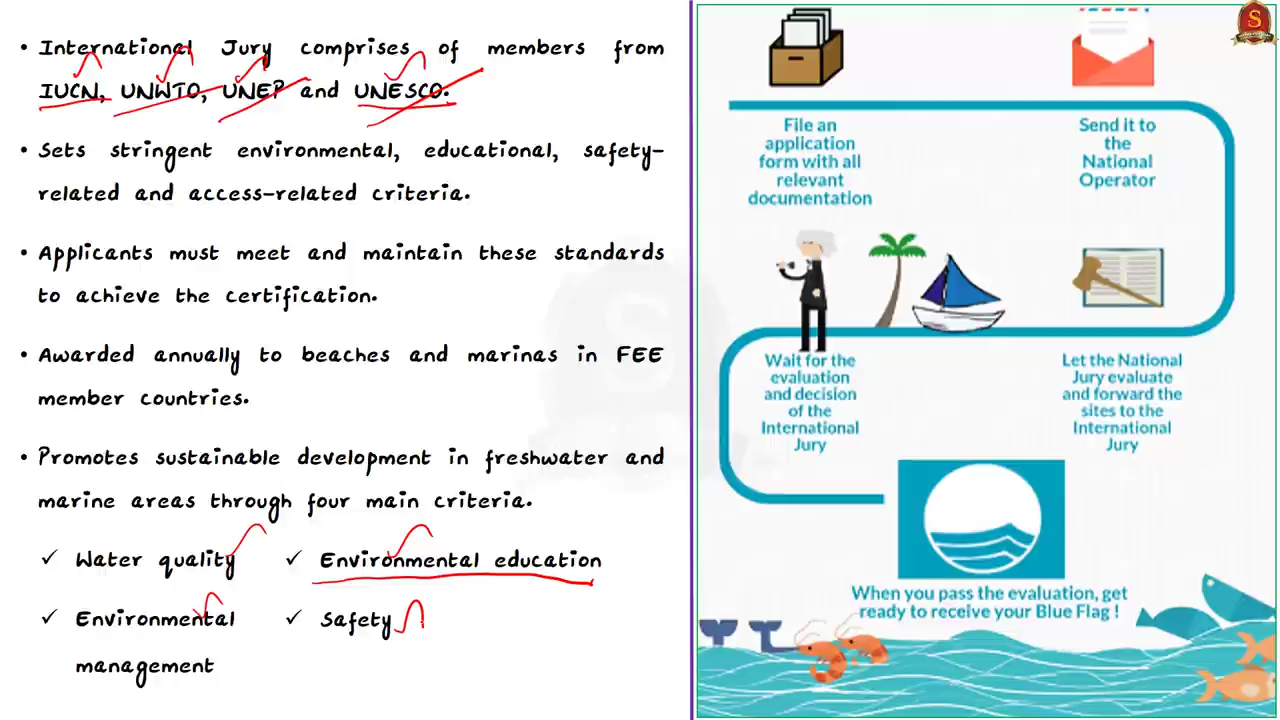 • International Jury comprises of members from
IUCN, UNWTO, UNEP and UNESCO.
• Sets stringent environmental, educational, safety-
related and access-related criteria.
• Applicants must meet and maintain these standards
to achieve the certification.
• Awarded annually to beaches and marinas in FEE
member countries.
• Promotes sustainable development in freshwater and
marine areas through four main criteria.
✓ Water quality
✓ Environmental education
✓ Environmental
management
✓ Safety
S
File an
application
form with all
relevant
documentation
Send it to
the
National
Operator
Let the National
Jury evaluate
and forward the
sites to the
International
Jury
Wait for the
evaluation
and decision
of the
International
Jury
When you pass the evaluation, get
ready to receive your Blue Flag !